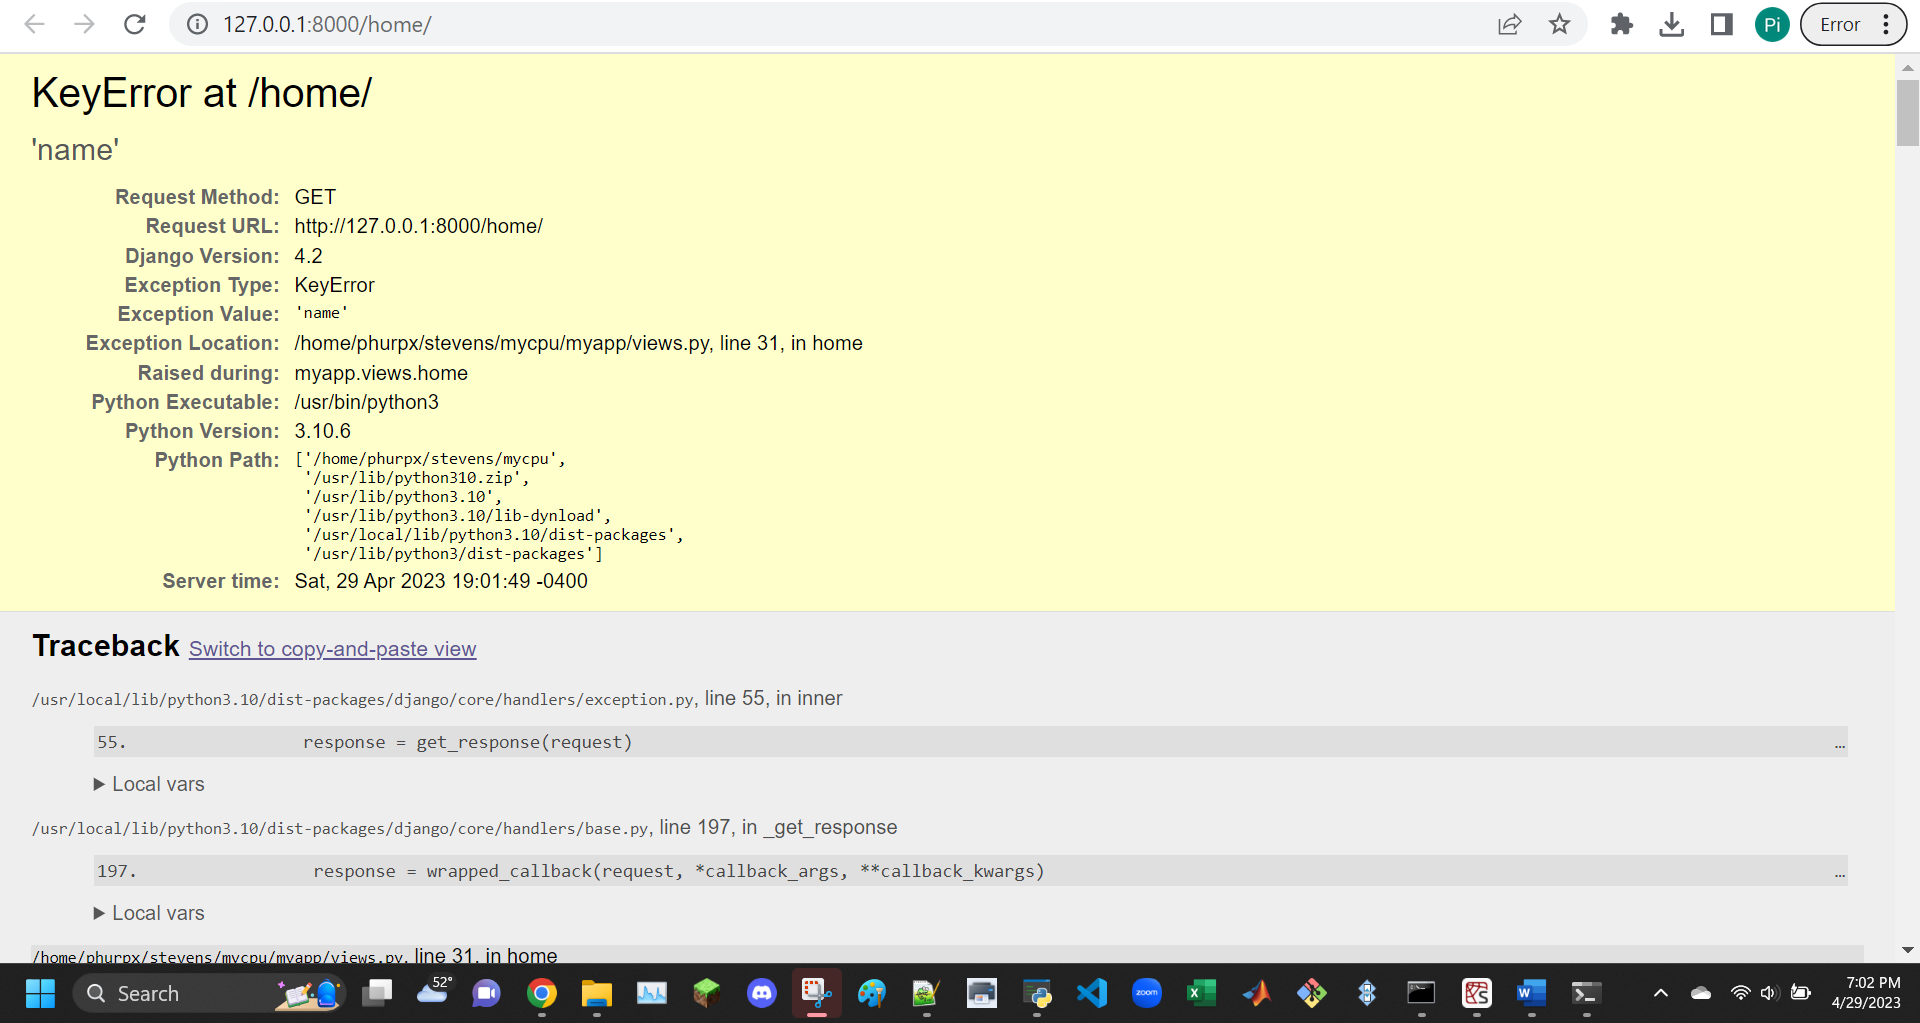 127.0.0.1:8000/home/
Pi
Error
KeyError at /home/
'name'
Request Method: GET
Request URL: http://127.0.0.1:8000/home/
Django Version: 4.2
Exception Type: KeyError
Exception Value: 'name'
Exception Location: /home/phurpx/stevens/mycpu/myapp/views.py, line 31, in home
Raised during: myapp.views.home
Python Executable: /usr/bin/python3
Python Version: 3.10.6
Python Path: ['/home/phurpx/stevens/mycpu',
'/usr/lib/python310.zip',
'/usr/lib/python3.10',
'/usr/lib/python3.10/lib-dynload',
'/usr/local/lib/python3.10/dist-packages',
'/usr/lib/python3/dist-packages']
Server time: Sat, 29 Apr 2023 19:01:49 -0400
Traceback Switch to copy-and-paste view
/usr/local/lib/python3.10/dist-packages/django/core/handlers/exception.py, line 55, in inner
55. response = get_response(request) …
Local vars
/usr/local/lib/python3.10/dist-packages/django/core/handlers/base.py, line 197, in _get_response
197. response = wrapped_callback(request, *callback_args, **callback_kwargs) …
Local vars
/home/phurpx/stevens/mycpu/myapp/views.py, line 31, in home
Search
52°
zoom
7:02 PM
4/29/2023